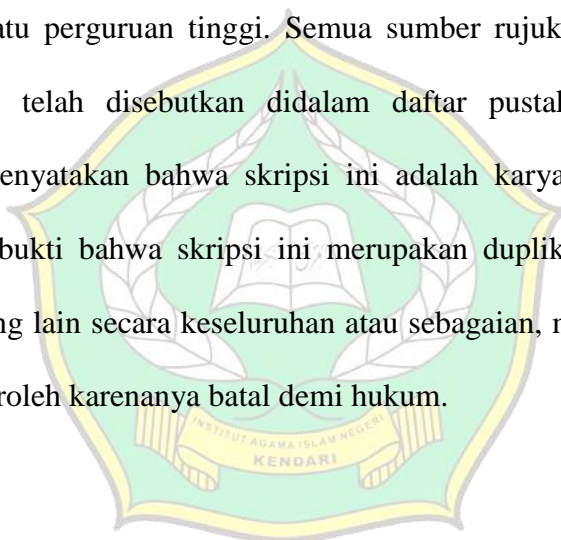 atu perguruan tinggi. Semua sumber rujuk
telah disebutkan didalam daftar pustal
enyatakan bahwa skripsi ini adalah karya
bukti bahwa skripsi ini merupakan duplik
ng lain secara keseluruhan atau sebagaian, n
roleh karenanya batal demi hukum.
INSTITUT AGAMA ISLAM NEGERI
KENDARI